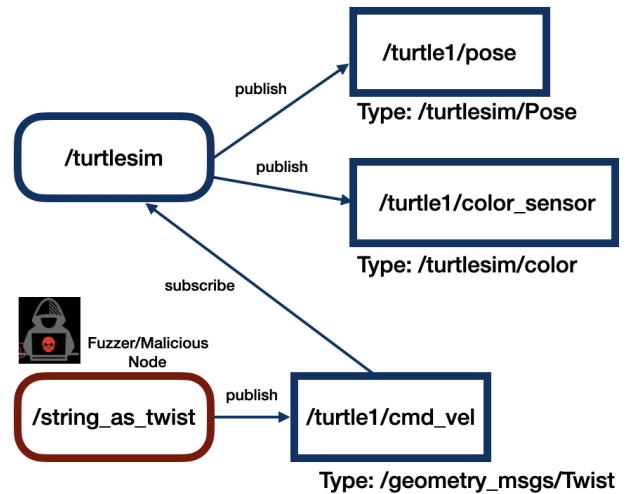 /turtle1/pose
publish
Type: /turtlesim/Pose
/turtlesim
publish
/turtle1/color_sensor
Type: /turtlesim/color
subscribe
Fuzzer/Malicious
Node
/string_as_twist
publish
/turtle1/cmd_vel
Type: /geometry_msgs/Twist